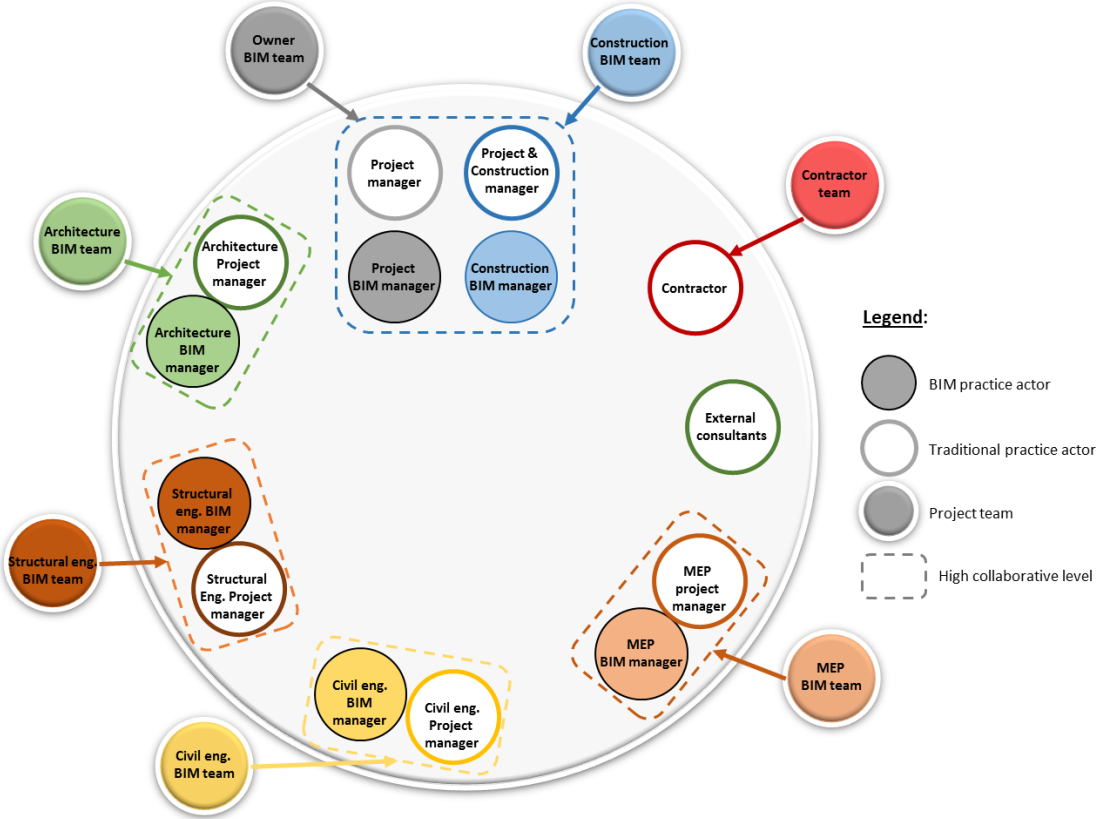 Owner
BIM team
Construction
BIM team
Project
manager
Project &
Construction
manager
Contractor
team
Architecture
BIM team
Architecture
Project
manager
Project
BIM manager
Construction
BIM manager
Contractor
Architecture
BIM
manager
External
consultants
Structural
eng. BIM
manager
Structural eng.
BIM team
Structural
Eng. Project
manager
MEP
project
manager
MEP
BIM manager
MEP
BIM team
Civil eng.
BIM
manager
Civil eng.
Project
manager
Civil eng.
BIM team
Legend:
BIM practice actor
Traditional practice actor
Project team
High collaborative level